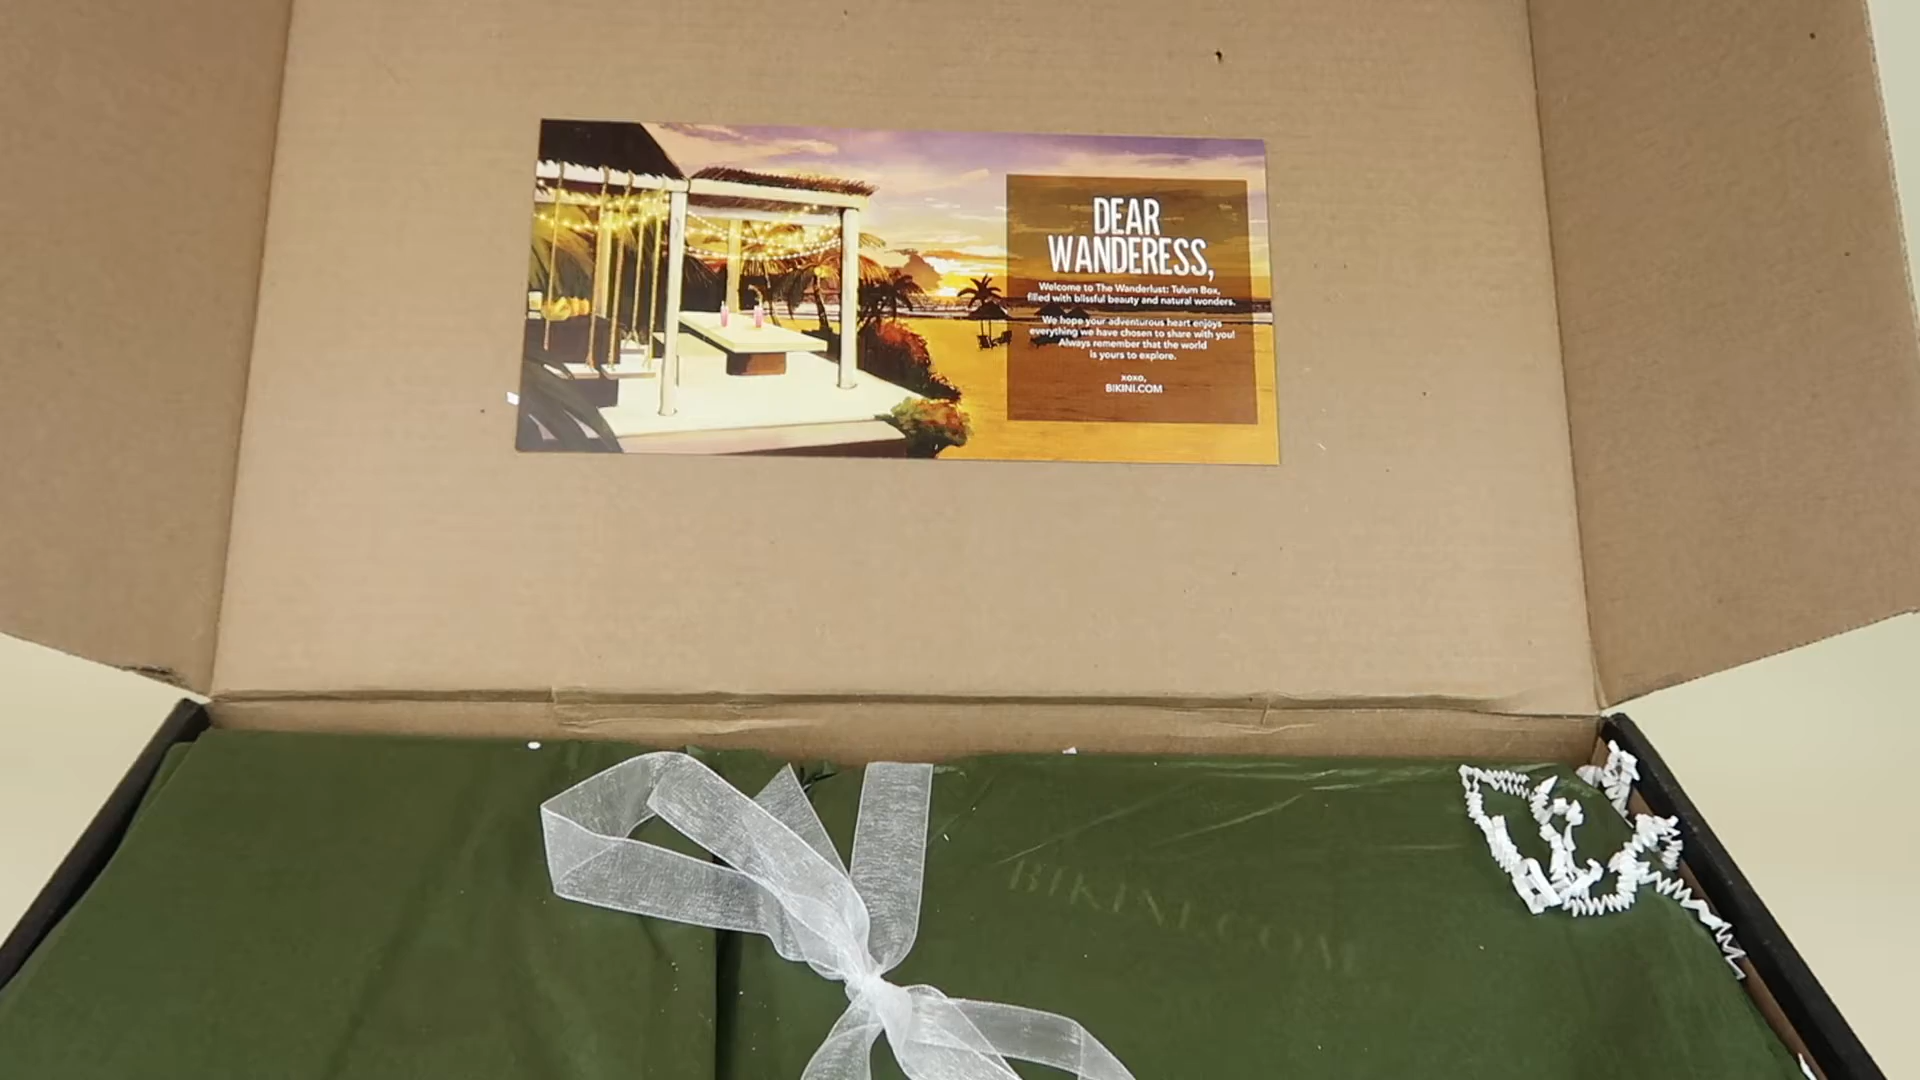 DEAR
WANDERESS,
Welcome to The Wanderlust: Tulum Box,
filled with blissful beauty and natural wonders.
We hope your adventurous heart enjoys
everything we have chosen to share with you!
Always remember that the world
is yours to explore.
xoxo,
BIKINI.COM
BIKINI.COM